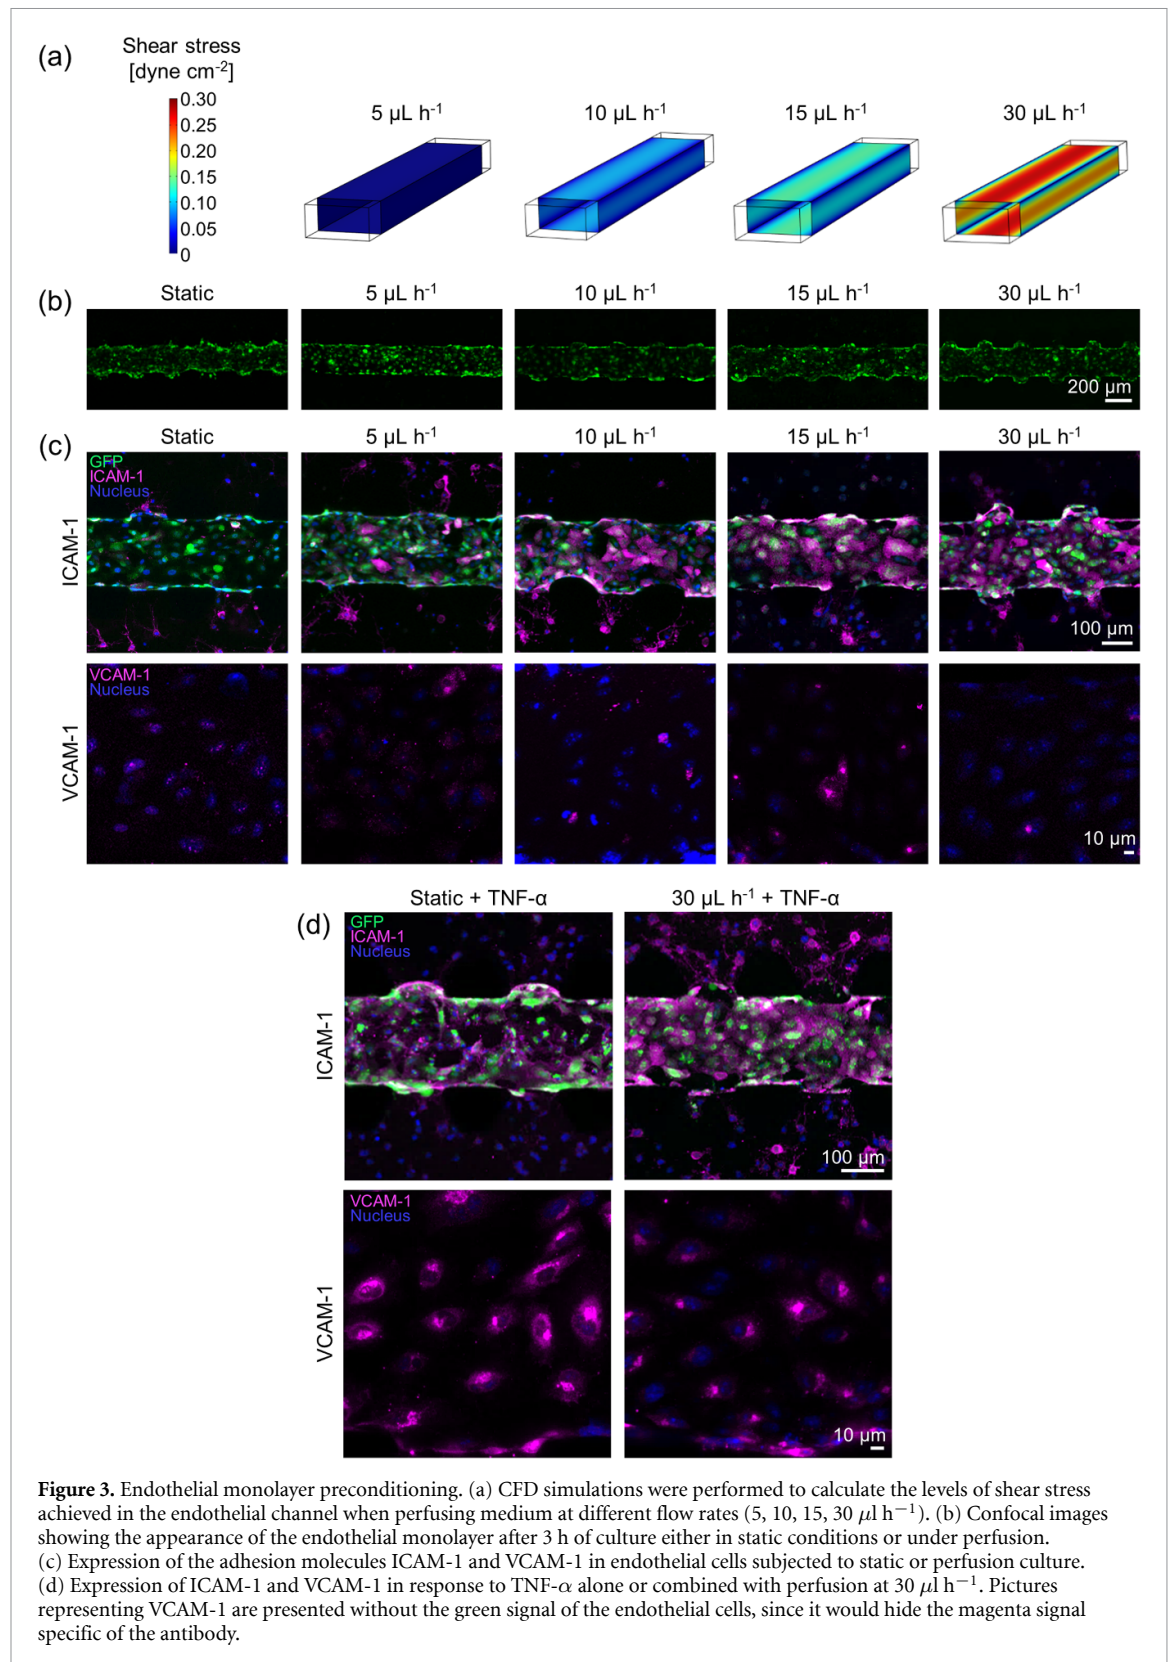 (a)
Shear stress
[dyne cm⁻²]
0.30
0.25
0.20
0.15
0.10
0.05
0
5 µL h⁻¹
10 µL h⁻¹
15 µL h⁻¹
30 µL h⁻¹
(b)
Static
5 µL h⁻¹
10 µL h⁻¹
15 µL h⁻¹
30 µL h⁻¹
200 µm
(c)
Static
5 µL h⁻¹
10 µL h⁻¹
15 µL h⁻¹
30 µL h⁻¹
ICAM-1
GFP
ICAM-1
Nucleus
100 µm
VCAM-1
VCAM-1
Nucleus
10 µm
(d)
Static + TNF-α
30 µL h⁻¹ + TNF-α
ICAM-1
GFP
ICAM-1
Nucleus
100 µm
VCAM-1
VCAM-1
Nucleus
10 µm
Figure 3. Endothelial monolayer preconditioning. (a) CFD simulations were performed to calculate the levels of shear stress
achieved in the endothelial channel when perfusing medium at different flow rates (5, 10, 15, 30 µl h−1). (b) Confocal images
showing the appearance of the endothelial monolayer after 3 h of culture either in static conditions or under perfusion.
(c) Expression of the adhesion molecules ICAM-1 and VCAM-1 in endothelial cells subjected to static or perfusion culture.
(d) Expression of ICAM-1 and VCAM-1 in response to TNF-α alone or combined with perfusion at 30 µl h−1. Pictures
representing VCAM-1 are presented without the green signal of the endothelial cells, since it would hide the magenta signal
specific of the antibody.